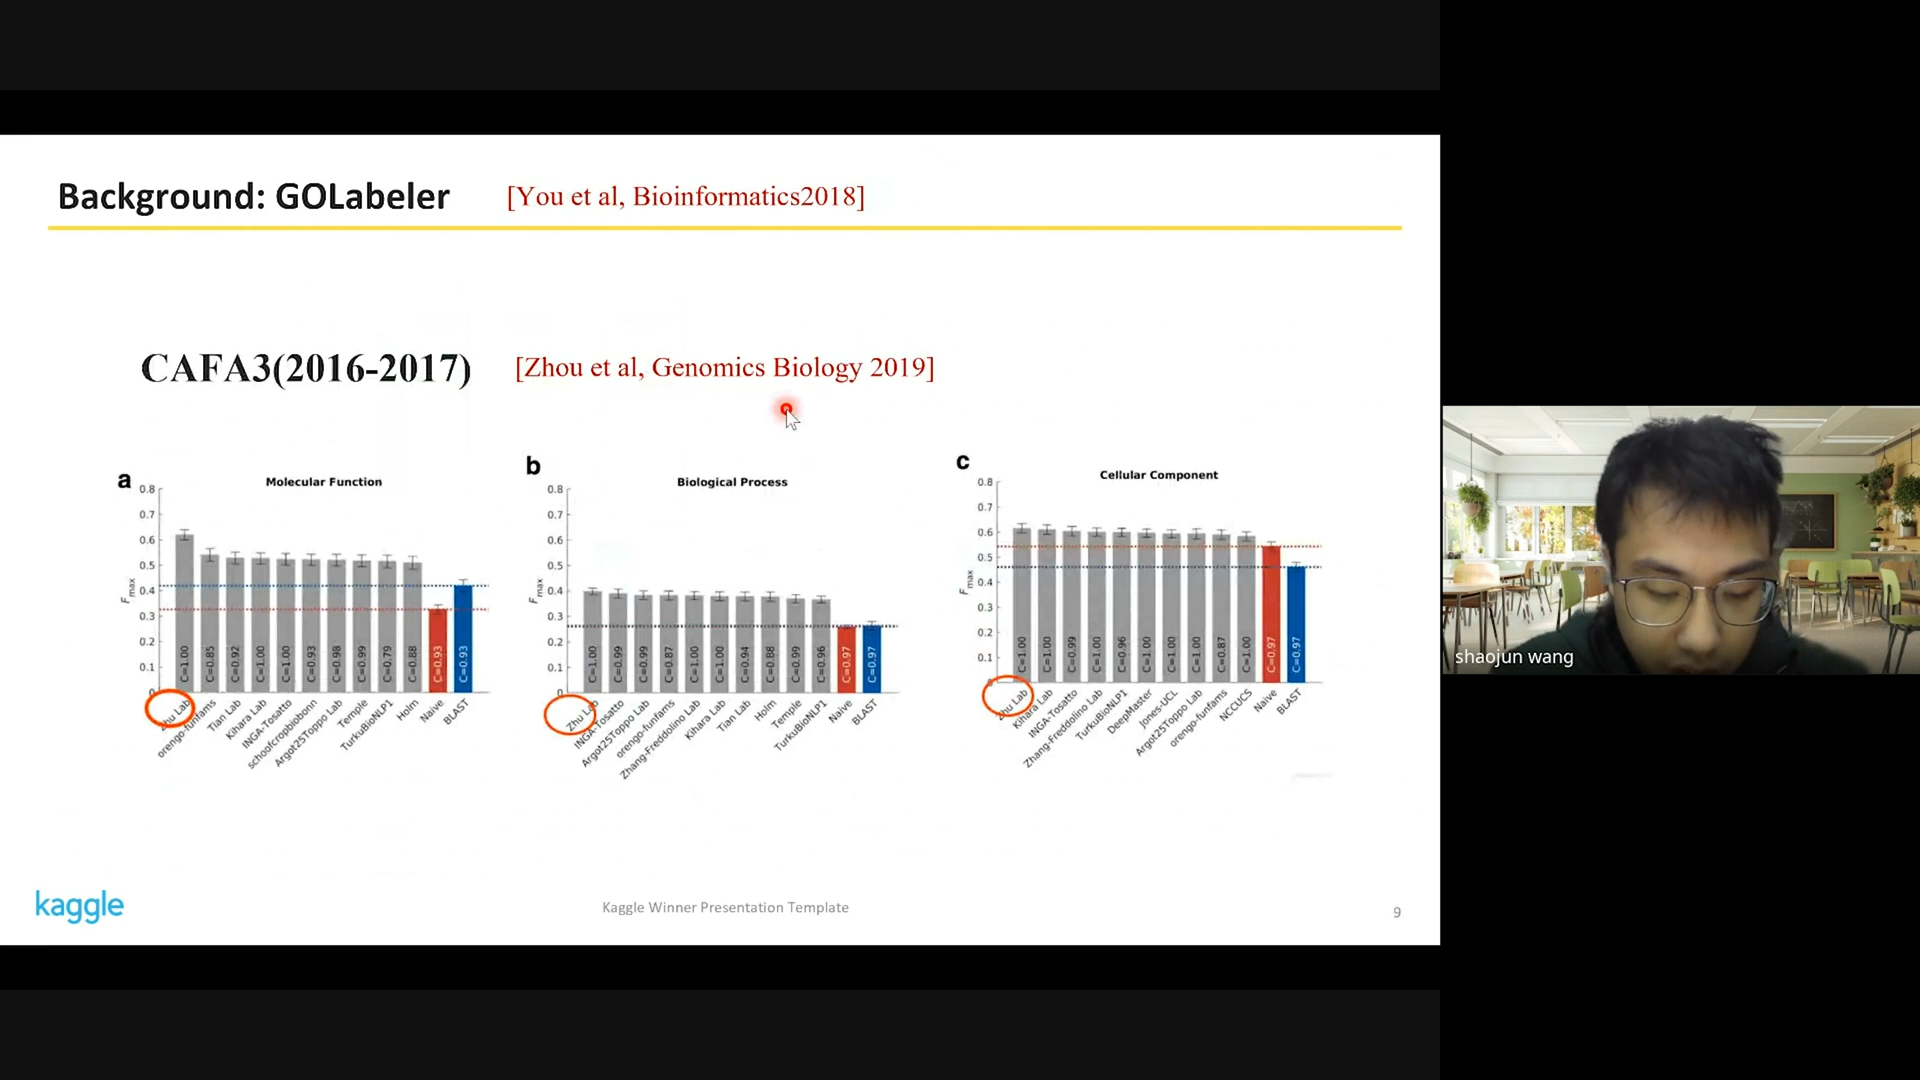 Background: GOLabeler [You et al, Bioinformatics2018]
CAFA3(2016-2017) [Zhou et al, Genomics Biology 2019]
a Molecular Function
0.8
0.7
0.6
0.5
0.4
0.3
0.2
0.1
0
Fmax
C=1.00 C=0.85 C=0.92 C=1.00 C=1.00 C=0.93 C=0.98 C=0.99 C=0.79 C=0.88 C=0.93 C=0.93
Zhu Lab
orengo-funfams
Tian Lab
Kihara Lab
INGA-Tosatto
schoofcropbiobonn
Argot25Toppo Lab
Temple
TurkuBioNLP1
Holm
Naive
BLAST
b Biological Process
0.8
0.7
0.6
0.5
0.4
0.3
0.2
0.1
0
Fmax
C=1.00 C=0.99 C=0.99 C=0.87 C=1.00 C=1.00 C=0.94 C=0.88 C=0.99 C=0.96 C=0.97 C=0.97
Zhu Lab
INGA-Tosatto
Argot25Toppo Lab
orengo-funfams
Zhang-Freddolino Lab
Kihara Lab
Tian Lab
Holm
Temple
TurkuBioNLP1
Naive
BLAST
c Cellular Component
0.8
0.7
0.6
0.5
0.4
0.3
0.2
0.1
0
Fmax
C=1.00 C=1.00 C=0.99 C=1.00 C=0.96 C=1.00 C=1.00 C=1.00 C=0.87 C=1.00 C=0.97 C=0.97
Zhu Lab
Kihara Lab
INGA-Tosatto
Zhang-Freddolino Lab
TurkuBioNLP1
DeepMaster
Jones-UCL
Argot25Toppo Lab
orengo-funfams
NCCUCS
Naive
BLAST
shaojun wang
kaggle
Kaggle Winner Presentation Template
9